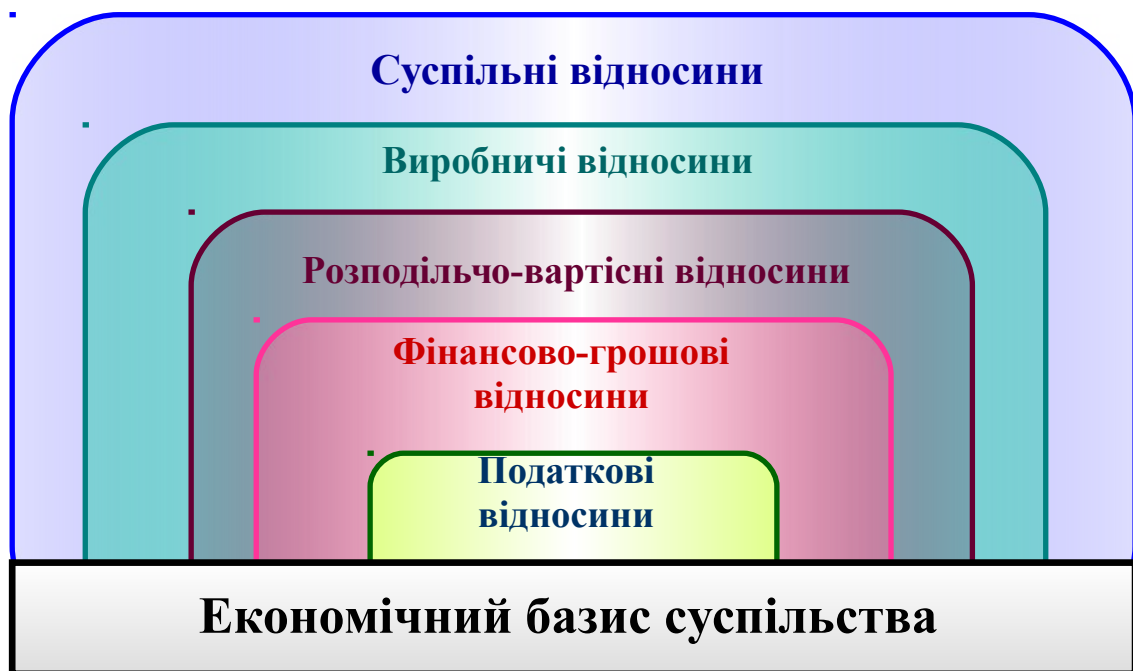 Суспільні відносини
Виробничі відносини
Розподільчо-вартісні відносини
Фінансово-грошові
відносини
Податкові
відносини
Економічний базис суспільства